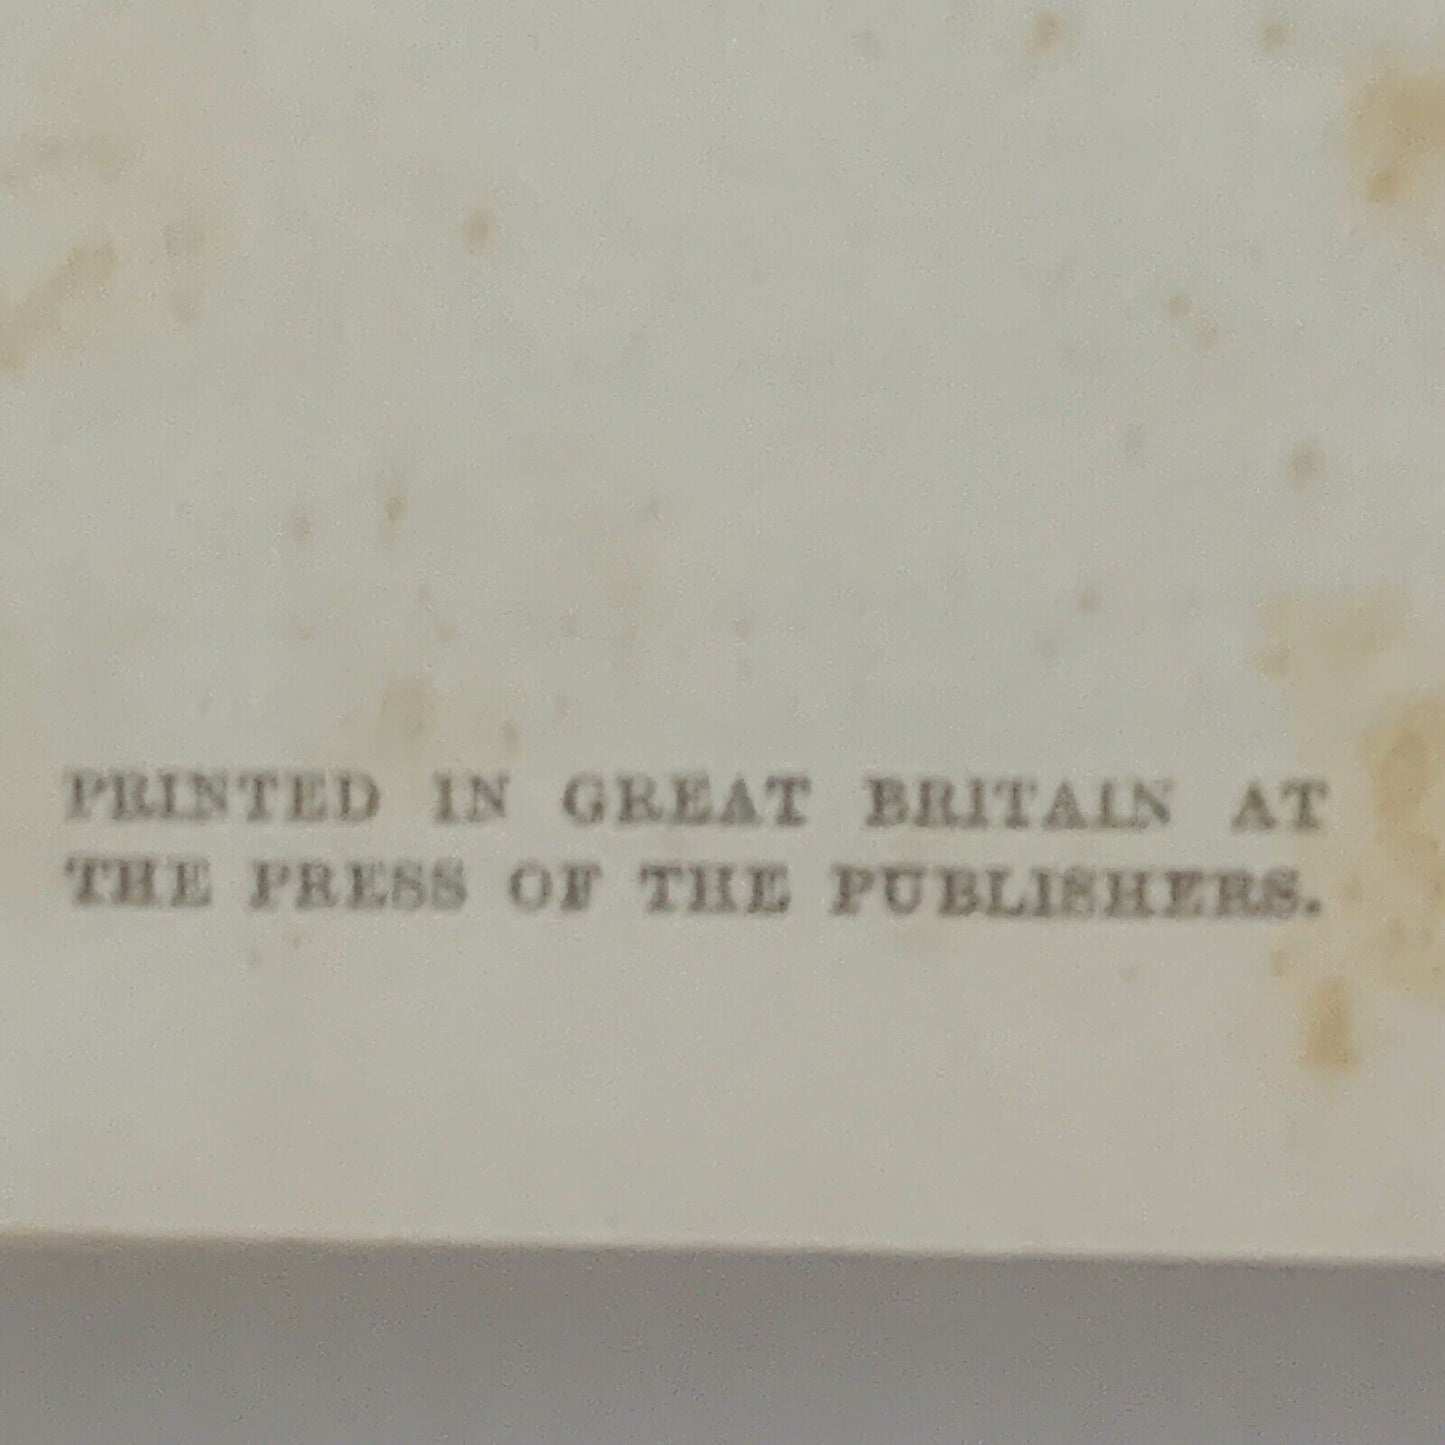 PRINTED IN GREAT BRITAIN AT
THE PRESS OF THE PUBLISHERS.